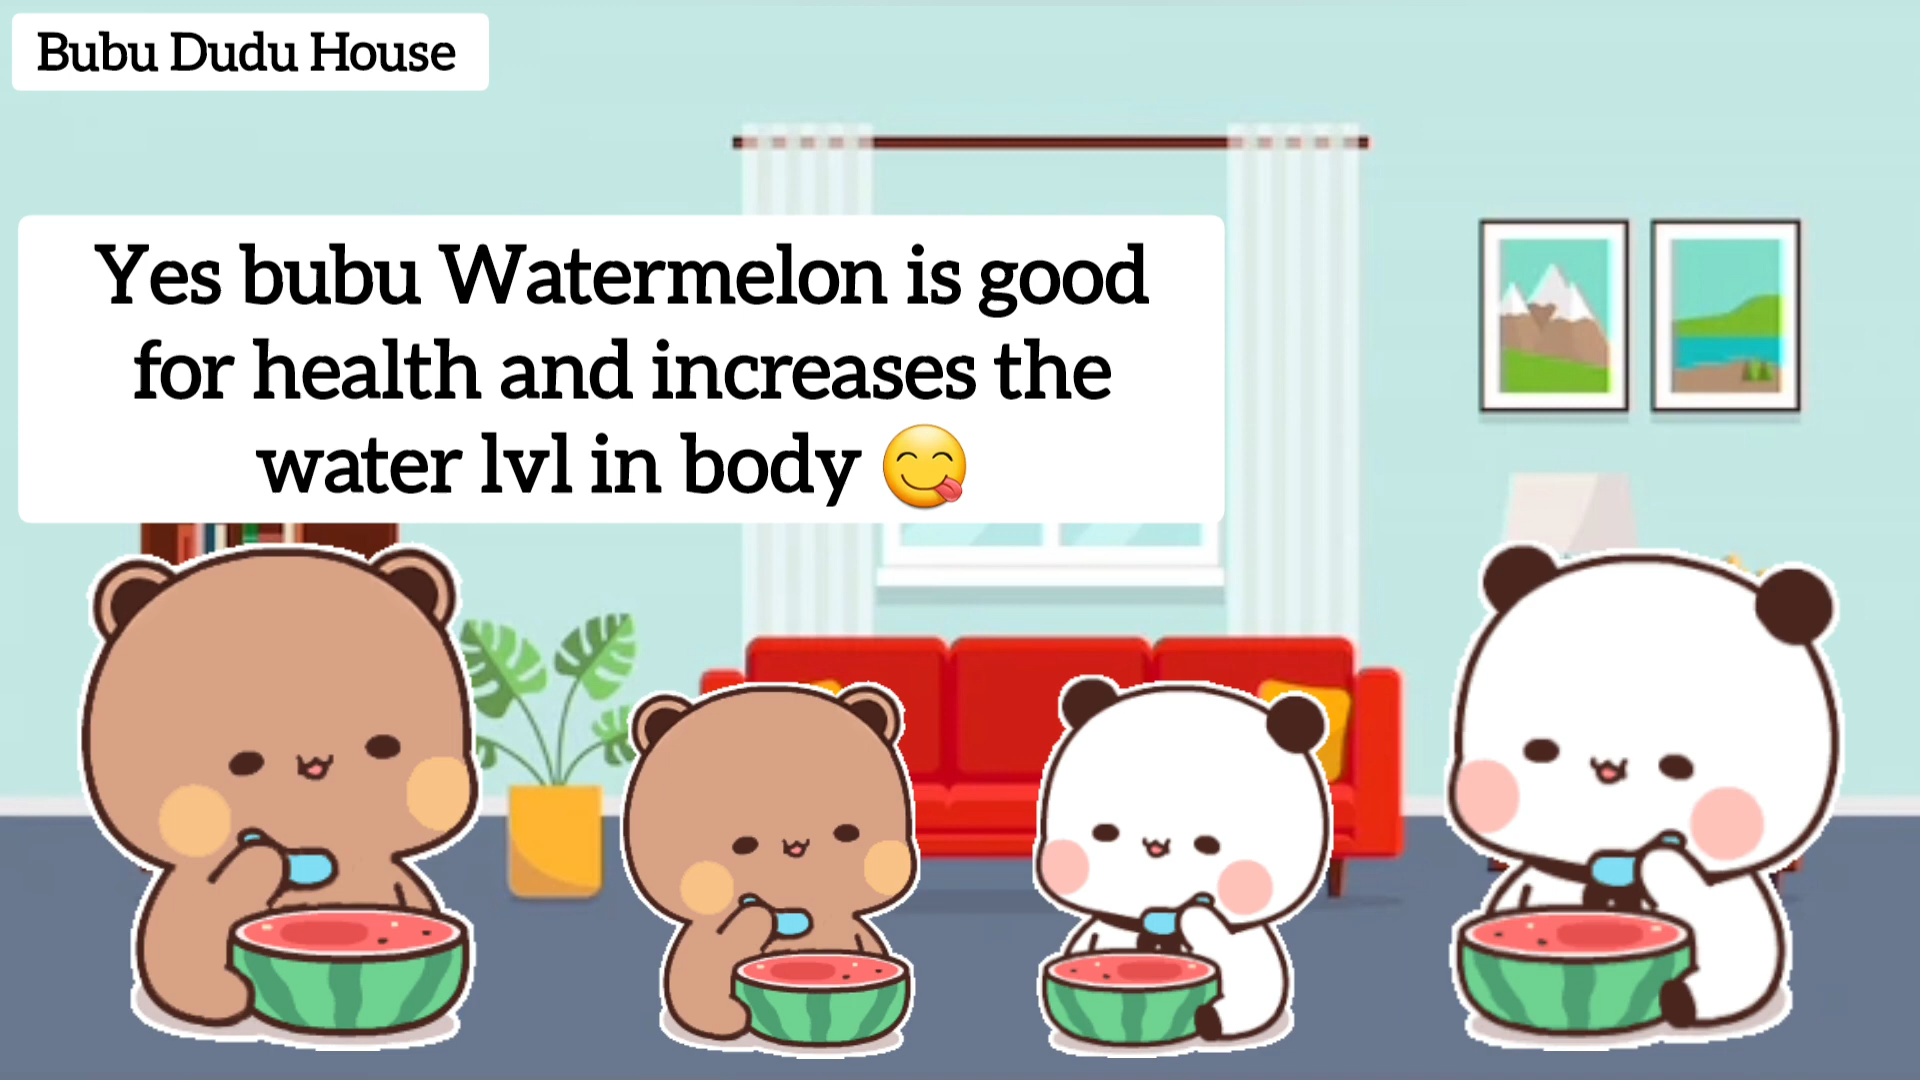 Bubu Dudu House
Yes bubu Watermelon is good
for health and increases the
water lvl in body 😋